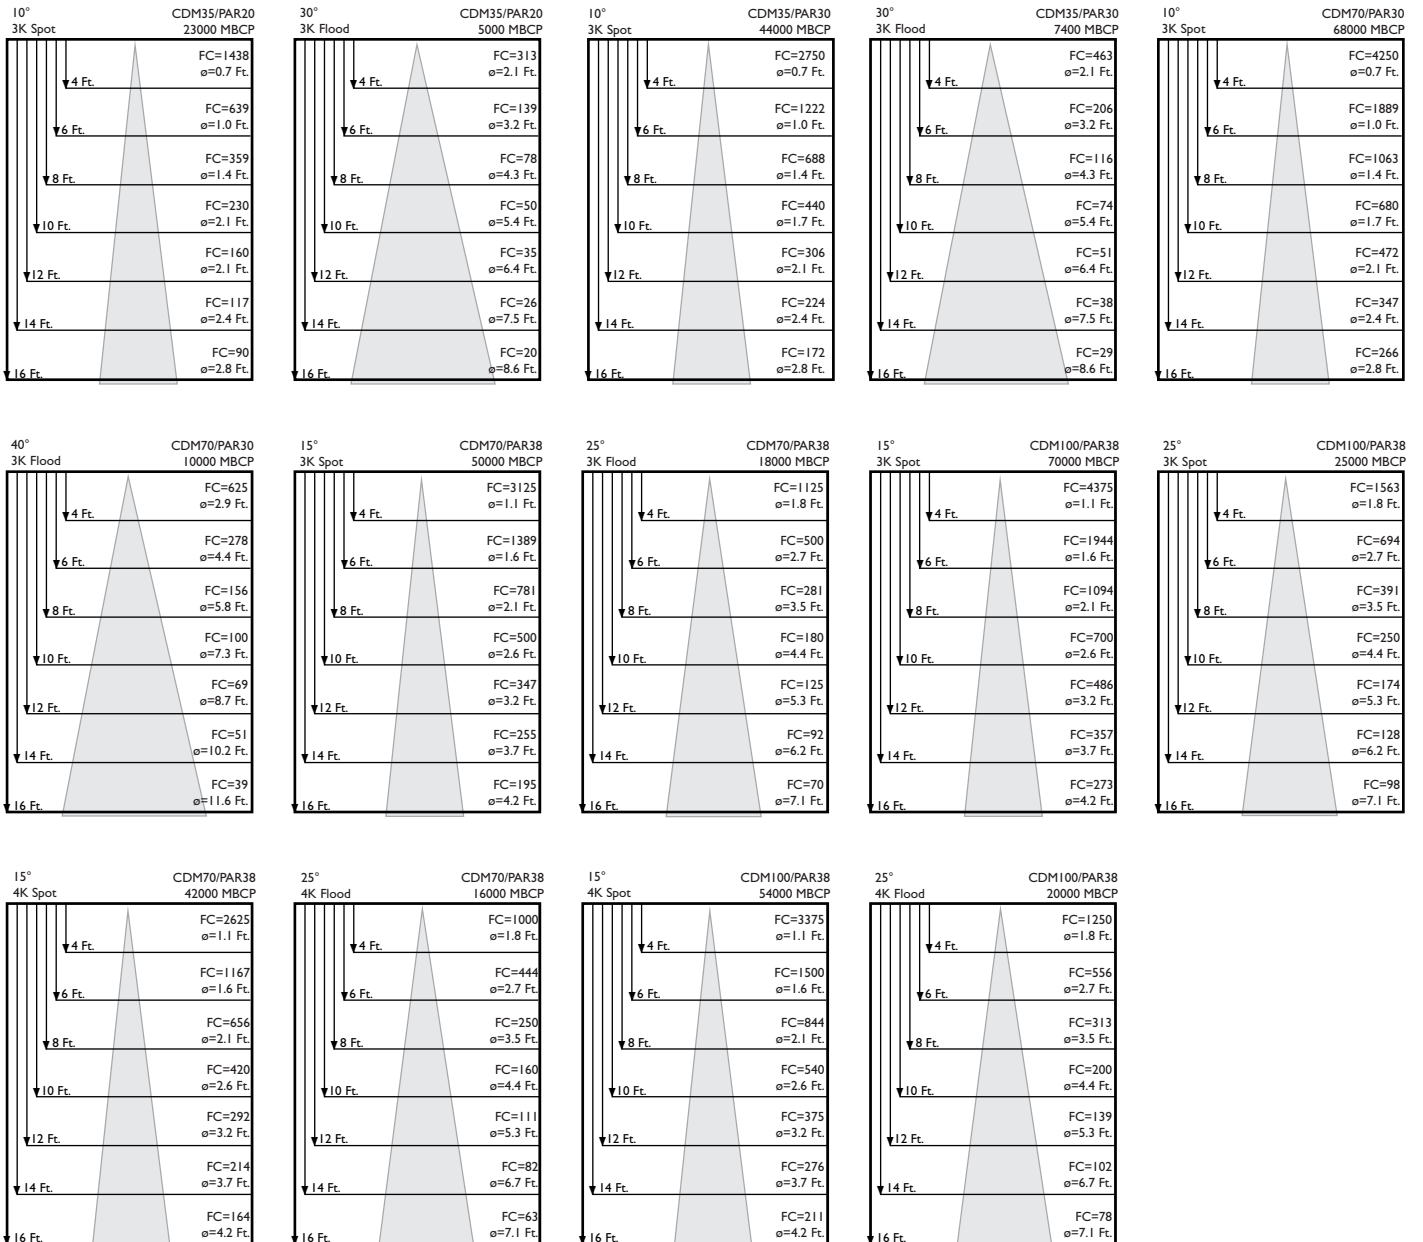 10° CDM35/PAR20
3K Spot 23000 MBCP
FC=1438
ø=0.7 Ft.
4 Ft.
FC=639
ø=1.0 Ft.
6 Ft.
FC=359
ø=1.4 Ft.
8 Ft.
FC=230
ø=2.1 Ft.
10 Ft.
FC=160
ø=2.1 Ft.
12 Ft.
FC=117
ø=2.4 Ft.
14 Ft.
FC=90
ø=2.8 Ft.
16 Ft.
30° CDM35/PAR20
3K Flood 5000 MBCP
FC=313
ø=2.1 Ft.
4 Ft.
FC=139
ø=3.2 Ft.
6 Ft.
FC=78
ø=4.3 Ft.
8 Ft.
FC=50
ø=5.4 Ft.
10 Ft.
FC=35
ø=6.4 Ft.
12 Ft.
FC=26
ø=7.5 Ft.
14 Ft.
FC=20
ø=8.6 Ft.
16 Ft.
10° CDM35/PAR30
3K Spot 44000 MBCP
FC=2750
ø=0.7 Ft.
4 Ft.
FC=1222
ø=1.0 Ft.
6 Ft.
FC=688
ø=1.4 Ft.
8 Ft.
FC=440
ø=1.7 Ft.
10 Ft.
FC=306
ø=2.1 Ft.
12 Ft.
FC=224
ø=2.4 Ft.
14 Ft.
FC=172
ø=2.8 Ft.
16 Ft.
30° CDM35/PAR30
3K Flood 7400 MBCP
FC=463
ø=2.1 Ft.
4 Ft.
FC=206
ø=3.2 Ft.
6 Ft.
FC=116
ø=4.3 Ft.
8 Ft.
FC=74
ø=5.4 Ft.
10 Ft.
FC=51
ø=6.4 Ft.
12 Ft.
FC=38
ø=7.5 Ft.
14 Ft.
FC=29
ø=8.6 Ft.
16 Ft.
10° CDM70/PAR30
3K Spot 68000 MBCP
FC=4250
ø=0.7 Ft.
4 Ft.
FC=1889
ø=1.0 Ft.
6 Ft.
FC=1063
ø=1.4 Ft.
8 Ft.
FC=680
ø=1.7 Ft.
10 Ft.
FC=472
ø=2.1 Ft.
12 Ft.
FC=347
ø=2.4 Ft.
14 Ft.
FC=266
ø=2.8 Ft.
16 Ft.
40° CDM70/PAR30
3K Flood 10000 MBCP
FC=625
ø=2.9 Ft.
4 Ft.
FC=278
ø=4.4 Ft.
6 Ft.
FC=156
ø=5.8 Ft.
8 Ft.
FC=100
ø=7.3 Ft.
10 Ft.
FC=69
ø=8.7 Ft.
12 Ft.
FC=51
ø=10.2 Ft.
14 Ft.
FC=39
ø=11.6 Ft.
16 Ft.
15° CDM70/PAR38
3K Spot 50000 MBCP
FC=3125
ø=1.1 Ft.
4 Ft.
FC=1389
ø=1.6 Ft.
6 Ft.
FC=781
ø=2.1 Ft.
8 Ft.
FC=500
ø=2.6 Ft.
10 Ft.
FC=347
ø=3.2 Ft.
12 Ft.
FC=255
ø=3.7 Ft.
14 Ft.
FC=195
ø=4.2 Ft.
16 Ft.
25° CDM70/PAR38
3K Flood 18000 MBCP
FC=1125
ø=1.8 Ft.
4 Ft.
FC=500
ø=2.7 Ft.
6 Ft.
FC=281
ø=3.5 Ft.
8 Ft.
FC=180
ø=4.4 Ft.
10 Ft.
FC=125
ø=5.3 Ft.
12 Ft.
FC=92
ø=6.2 Ft.
14 Ft.
FC=70
ø=7.1 Ft.
16 Ft.
15° CDM100/PAR38
3K Spot 70000 MBCP
FC=4375
ø=1.1 Ft.
4 Ft.
FC=1944
ø=1.6 Ft.
6 Ft.
FC=1094
ø=2.1 Ft.
8 Ft.
FC=700
ø=2.6 Ft.
10 Ft.
FC=486
ø=3.2 Ft.
12 Ft.
FC=357
ø=3.7 Ft.
14 Ft.
FC=273
ø=4.2 Ft.
16 Ft.
25° CDM100/PAR38
3K Spot 25000 MBCP
FC=1563
ø=1.8 Ft.
4 Ft.
FC=694
ø=2.7 Ft.
6 Ft.
FC=391
ø=3.5 Ft.
8 Ft.
FC=250
ø=4.4 Ft.
10 Ft.
FC=174
ø=5.3 Ft.
12 Ft.
FC=128
ø=6.2 Ft.
14 Ft.
FC=98
ø=7.1 Ft.
16 Ft.
15° CDM70/PAR38
4K Spot 42000 MBCP
FC=2625
ø=1.1 Ft.
4 Ft.
FC=1167
ø=1.6 Ft.
6 Ft.
FC=656
ø=2.1 Ft.
8 Ft.
FC=420
ø=2.6 Ft.
10 Ft.
FC=292
ø=3.2 Ft.
12 Ft.
FC=214
ø=3.7 Ft.
14 Ft.
FC=164
ø=4.2 Ft.
16 Ft.
25° CDM70/PAR38
4K Flood 16000 MBCP
FC=1000
ø=1.8 Ft.
4 Ft.
FC=444
ø=2.7 Ft.
6 Ft.
FC=250
ø=3.5 Ft.
8 Ft.
FC=160
ø=4.4 Ft.
10 Ft.
FC=111
ø=5.3 Ft.
12 Ft.
FC=82
ø=6.7 Ft.
14 Ft.
FC=63
ø=7.1 Ft.
16 Ft.
15° CDM100/PAR38
4K Spot 54000 MBCP
FC=3375
ø=1.1 Ft.
4 Ft.
FC=1500
ø=1.6 Ft.
6 Ft.
FC=844
ø=2.1 Ft.
8 Ft.
FC=540
ø=2.6 Ft.
10 Ft.
FC=375
ø=3.2 Ft.
12 Ft.
FC=276
ø=3.7 Ft.
14 Ft.
FC=211
ø=4.2 Ft.
16 Ft.
25° CDM100/PAR38
4K Flood 20000 MBCP
FC=1250
ø=1.8 Ft.
4 Ft.
FC=556
ø=2.7 Ft.
6 Ft.
FC=313
ø=3.5 Ft.
8 Ft.
FC=200
ø=4.4 Ft.
10 Ft.
FC=139
ø=5.3 Ft.
12 Ft.
FC=102
ø=6.7 Ft.
14 Ft.
FC=78
ø=7.1 Ft.
16 Ft.